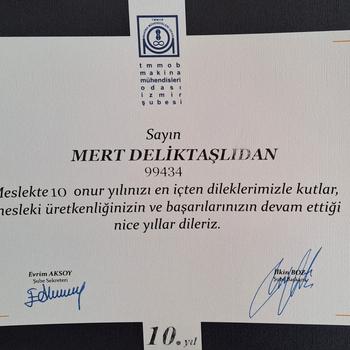 tmmob
makina
mühendisleri
odası
izmir
şubesi
Sayın
MERT DELİKTAŞLIDAN
99434
Meslekte 10 onur yılınızı en içten dileklerimizle kutlar,
mesleki üretkenliğinizin ve başarılarınızın devam ettiği
nice yıllar dileriz.
Evrim AKSOY
Şube Sekreteri
10.yıl